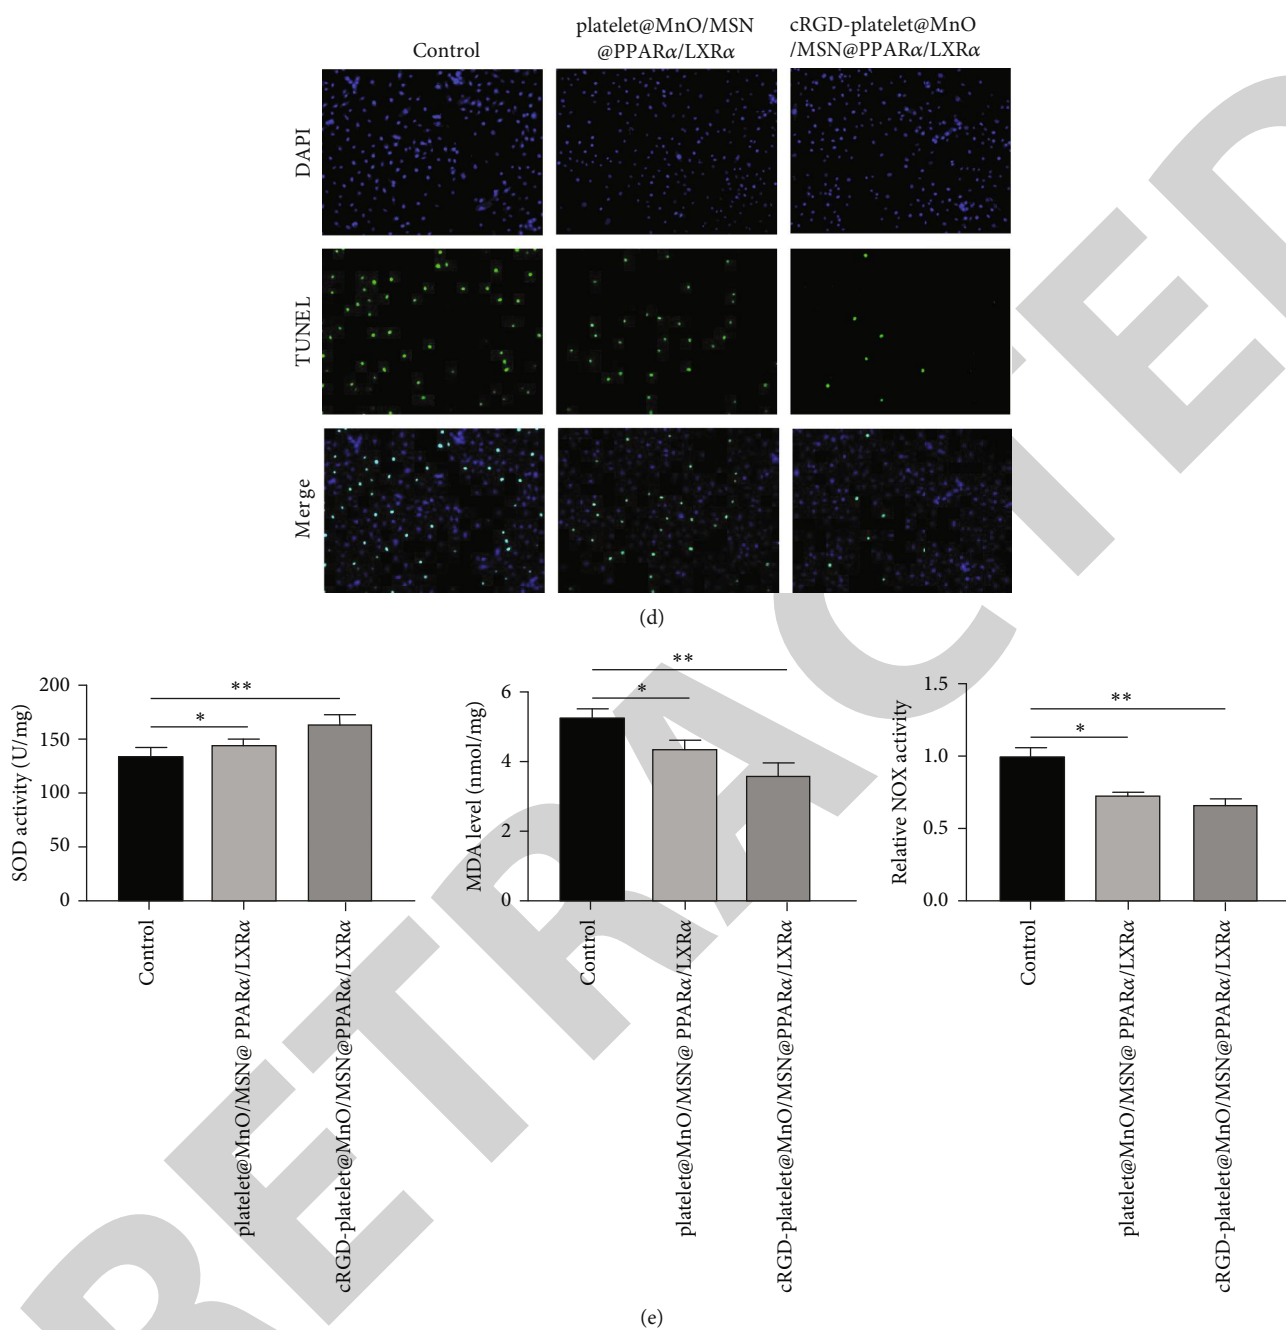 Control
platelet@MnO/MSN
@PPARα/LXRα
cRGD-platelet@MnO
/MSN@PPARα/LXRα
DAPI
TUNEL
Merge
(d)
SOD activity (U/mg)
200
150
100
50
0
*
**
Control
platelet@MnO/MSN@ PPARα/LXRα
cRGD-platelet@MnO/MSN@PPARα/LXRα
MDA level (nmol/mg)
6
4
2
0
*
**
Control
platelet@MnO/MSN@ PPARα/LXRα
cRGD-platelet@MnO/MSN@PPARα/LXRα
Relative NOX activity
1.5
1.0
0.5
0.0
*
**
Control
platelet@MnO/MSN@ PPARα/LXRα
cRGD-platelet@MnO/MSN@PPARα/LXRα
(e)
RETRACTED